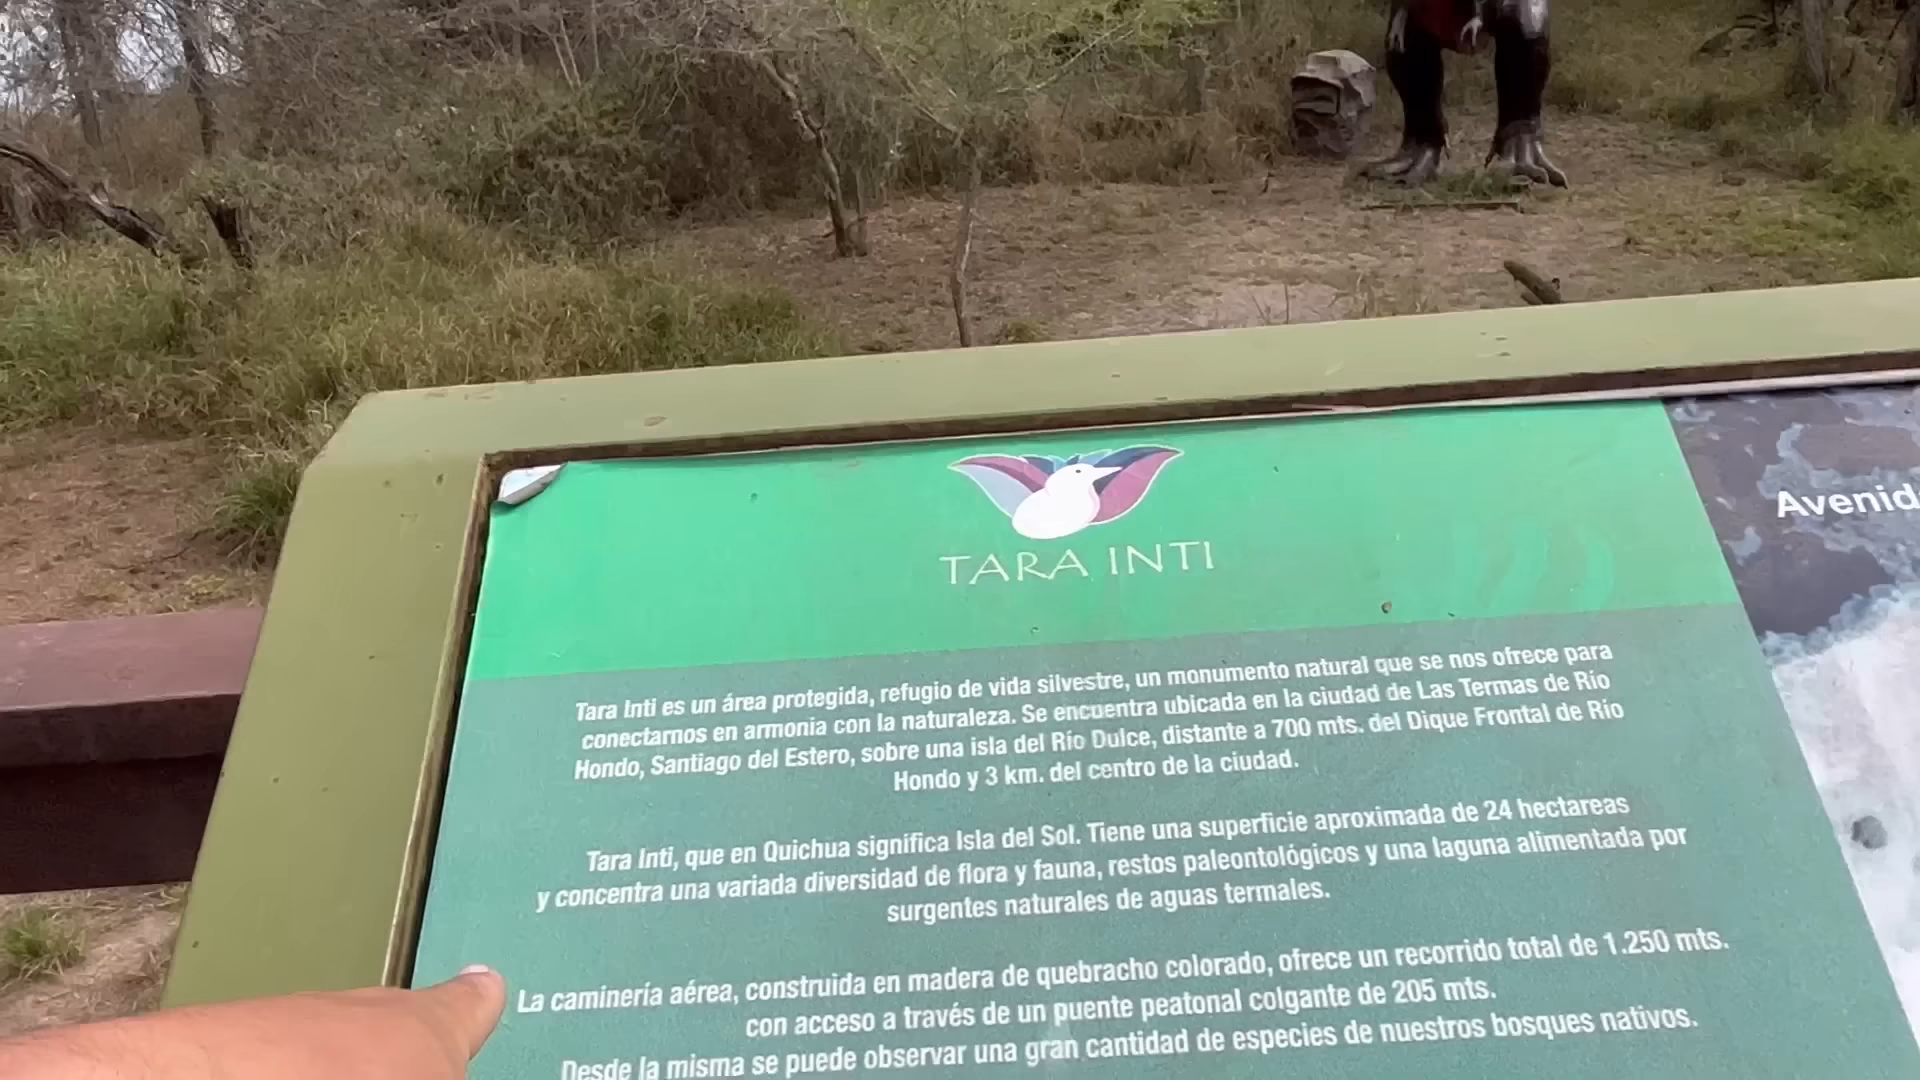 TARA INTI
Tara Inti es un área protegida, refugio de vida silvestre, un monumento natural que se nos ofrece para
conectarnos en armonia con la naturaleza. Se encuentra ubicada en la ciudad de Las Termas de Río
Hondo, Santiago del Estero, sobre una isla del Río Dulce, distante a 700 mts. del Dique Frontal de Río
Hondo y 3 km. del centro de la ciudad.
Tara Inti, que en Quichua significa Isla del Sol. Tiene una superficie aproximada de 24 hectareas
y concentra una variada diversidad de flora y fauna, restos paleontológicos y una laguna alimentada por
surgentes naturales de aguas termales.
La caminería aérea, construida en madera de quebracho colorado, ofrece un recorrido total de 1.250 mts.
con acceso a través de un puente peatonal colgante de 205 mts.
Desde la misma se puede observar una gran cantidad de especies de nuestros bosques nativos.
Avenid